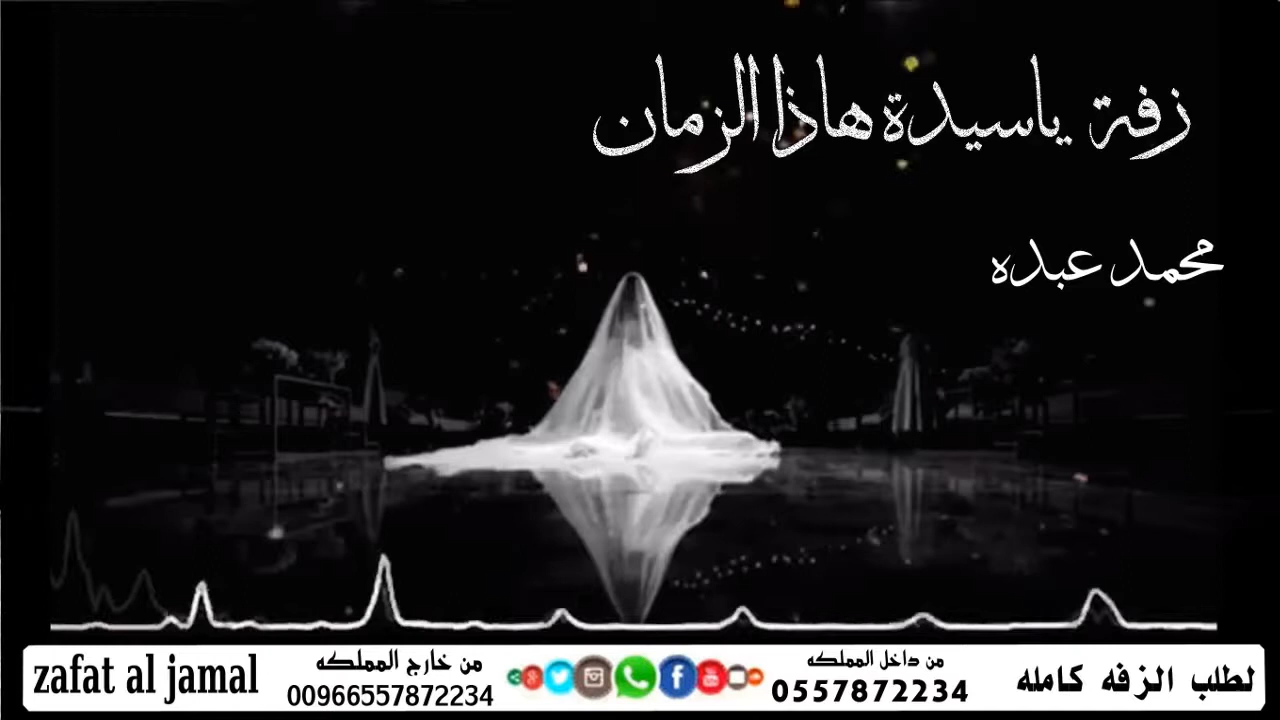 زفة ياسيدة هاذا الزمان
محمد عبده
لطلب الزفه كامله
من داخل المملكه
0557872234
من خارج المملكه
00966557872234
zafat al jamal